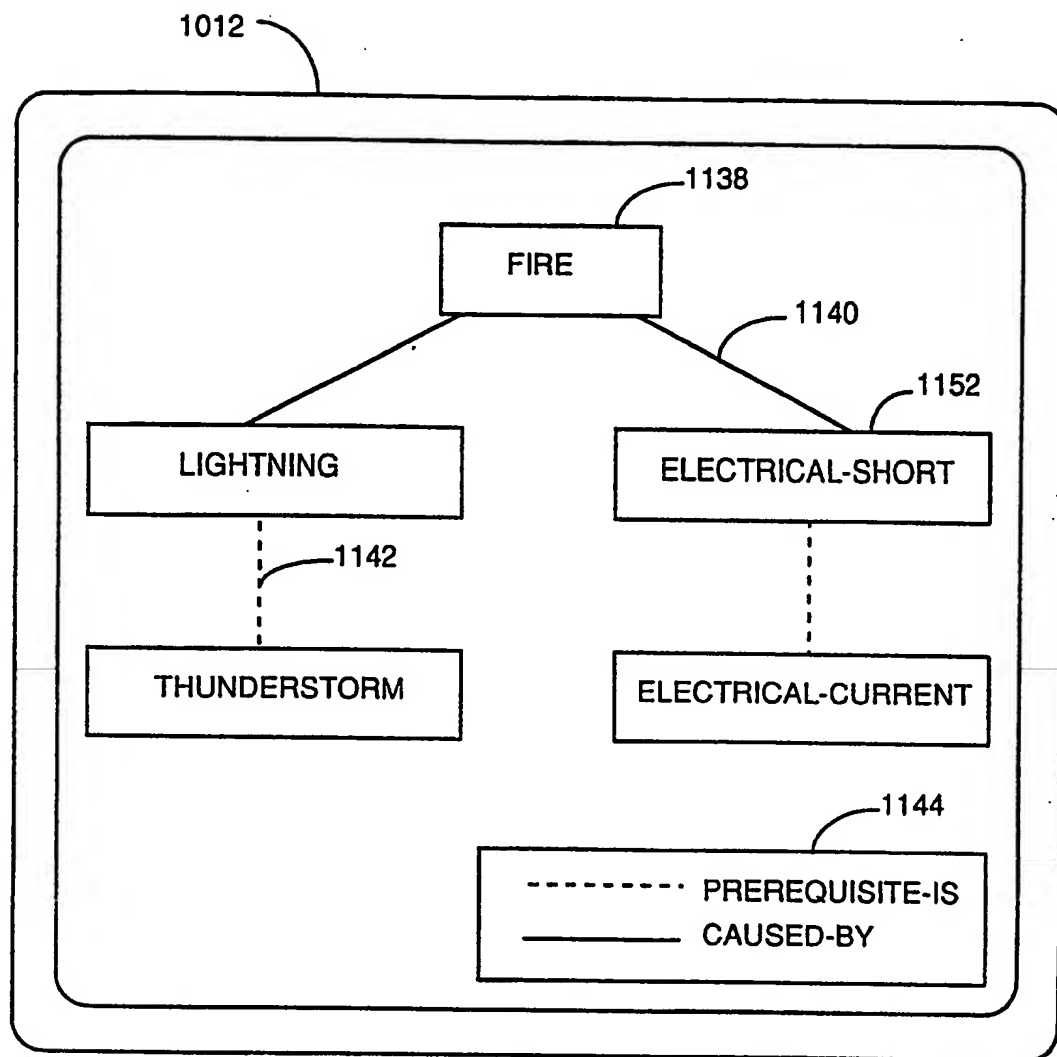 1012
1138
FIRE
1140
1152
LIGHTNING
ELECTRICAL-SHORT
1142
THUNDERSTORM
ELECTRICAL-CURRENT
1144
PREREQUISITE-IS
CAUSED-BY